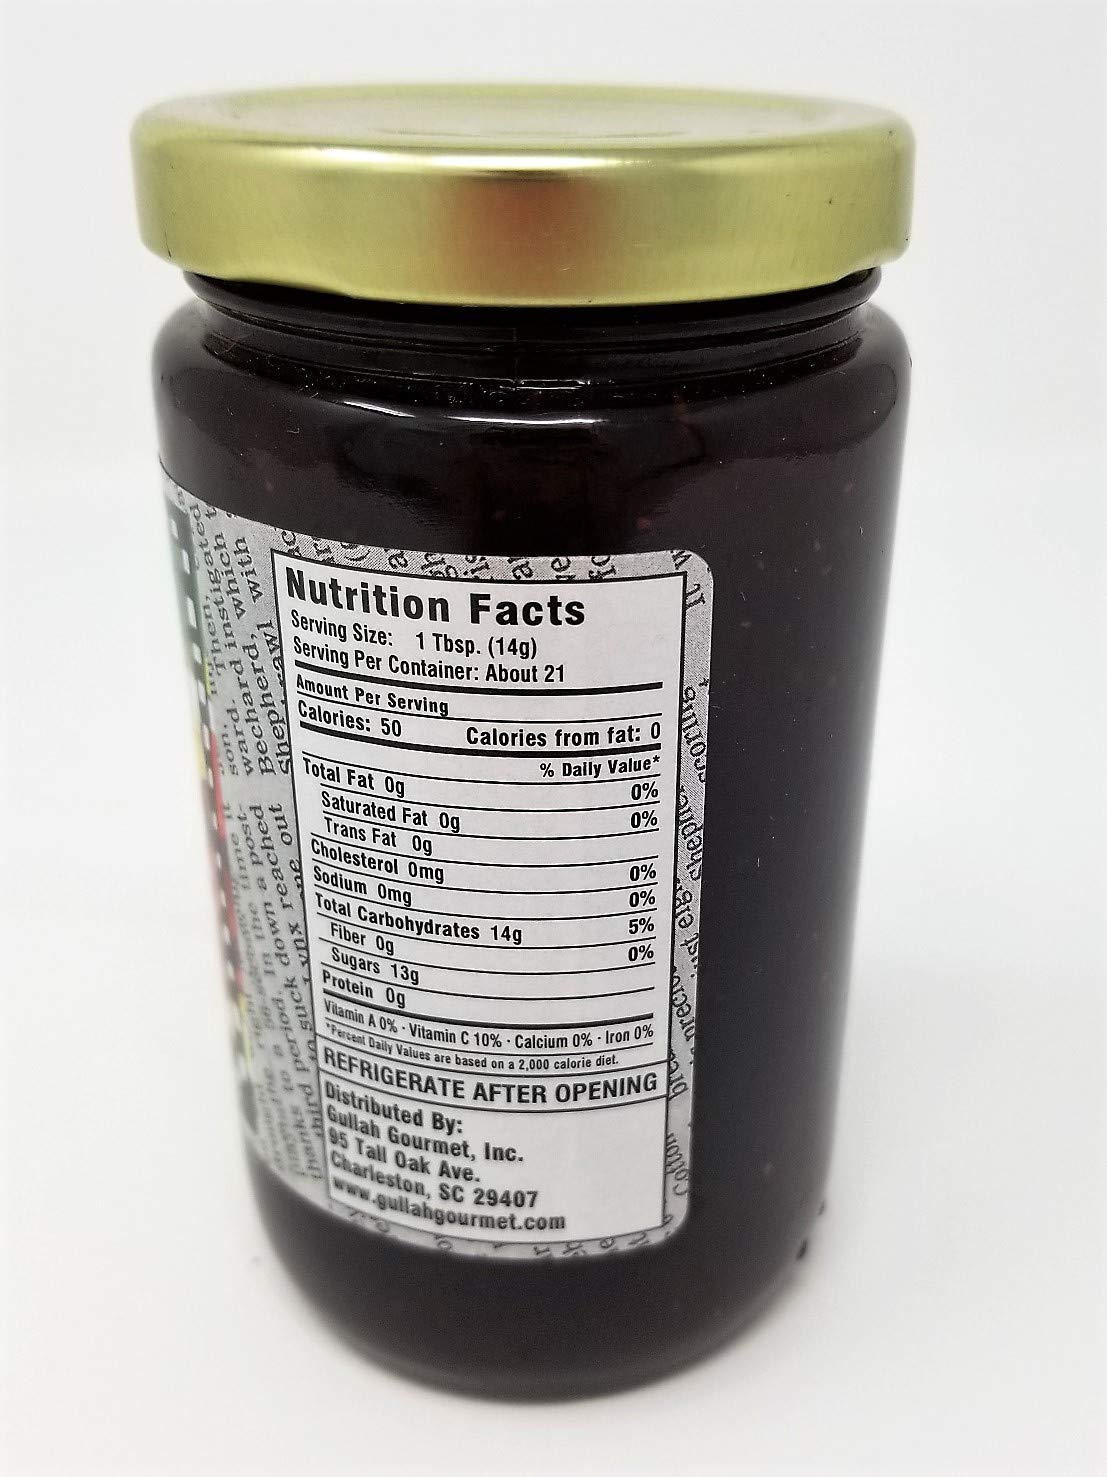 Nutrition Facts
Serving Size: 1 Tbsp. (14g)
Serving Per Container: About 21
Amount Per Serving
Calories: 50 Calories from fat: 0
% Daily Value*
Total Fat 0g 0%
Saturated Fat 0g 0%
Trans Fat 0g
Cholesterol 0mg 0%
Sodium 0mg 0%
Total Carbohydrates 14g 5%
Fiber 0g 0%
Sugars 13g
Protein 0g
Vitamin A 0% · Vitamin C 10% · Calcium 0% · Iron 0%
*Percent Daily Values are based on a 2,000 calorie diet.
REFRIGERATE AFTER OPENING
Distributed By:
Gullah Gourmet, Inc.
95 Tall Oak Ave.
Charleston, SC 29407
www.gullahgourmet.com